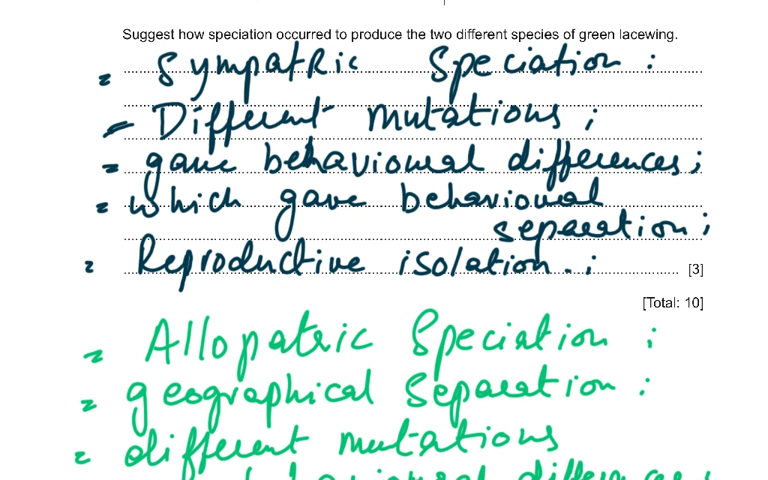 Suggest how speciation occurred to produce the two different species of green lacewing.
= Sympatric Speciation :
= Different mutations ;
= gave behavioural differences ;
= which gave behavioural
separation ;
= Reproductive isolation . ;
[3]
[Total: 10]
= Allopatric Speciation ;
= geographical Separation :
= different mutations
differences ;